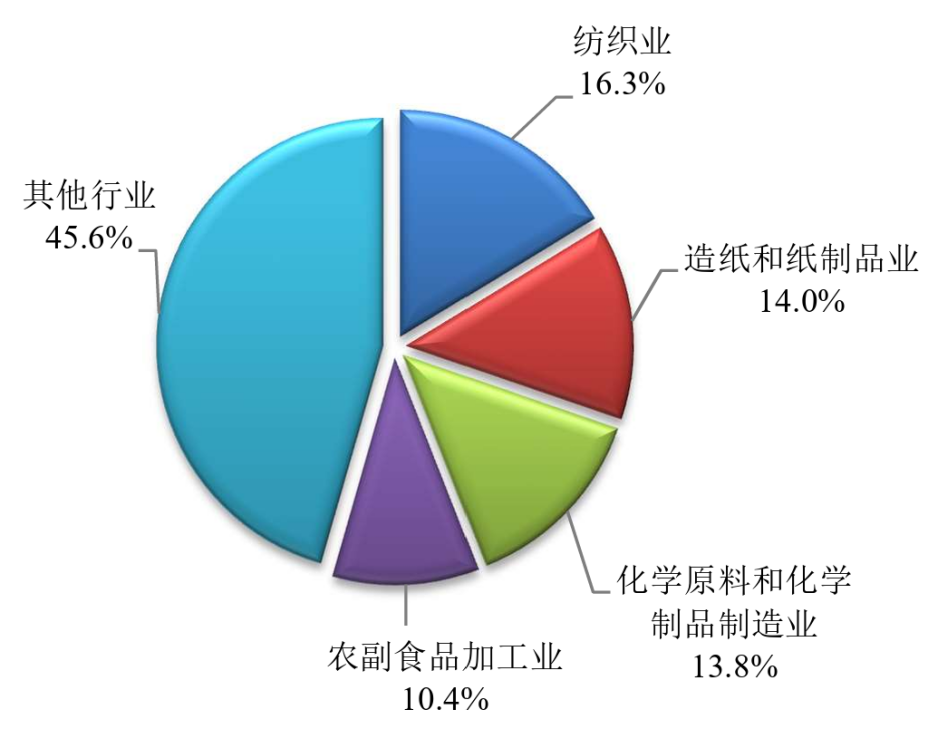 纺织业
16.3%
其他行业
45.6%
造纸和纸制品业
14.0%
化学原料和化学
制品制造业
13.8%
农副食品加工业
10.4%